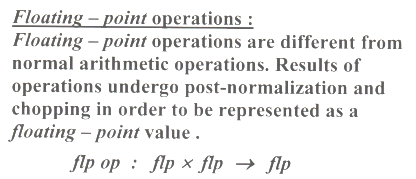 Floating – point operations :
Floating – point operations are different from
normal arithmetic operations. Results of
operations undergo post-normalization and
chopping in order to be represented as a
floating – point value .
flp op : flp × flp → flp